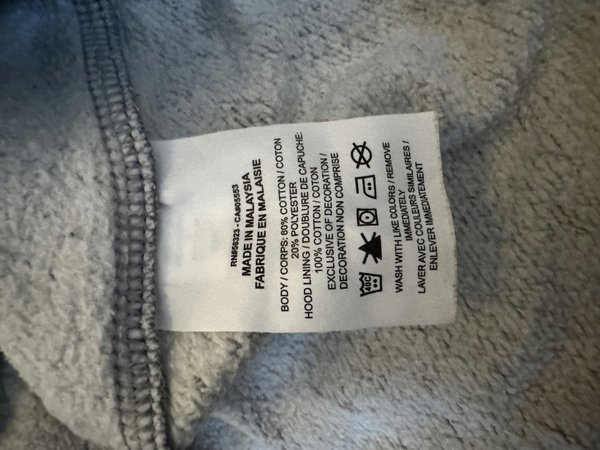 RN#56323 - CA#05553
MADE IN MALAYSIA
FABRIQUE EN MALAISIE
BODY / CORPS: 80% COTTON / COTON
20% POLYESTER
HOOD LINING / DOUBLURE DE CAPUCHE:
100% COTTON / COTON
EXCLUSIVE OF DECORATION /
DECORATION NON COMPRISE
40C
WASH WITH LIKE COLORS / REMOVE
IMMEDIATELY
LAVER AVEC COULEURS SIMILAIRES /
ENLEVER IMMEDIATEMENT